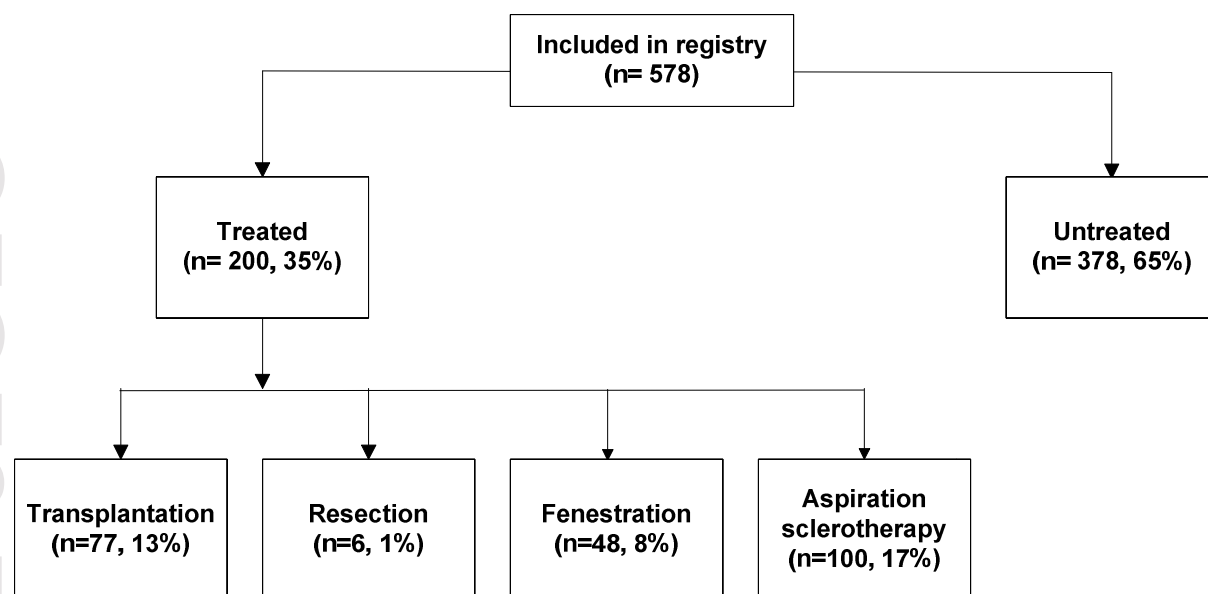 Included in registry
(n= 578)
Treated
(n= 200, 35%)
Untreated
(n= 378, 65%)
Transplantation
(n=77, 13%)
Resection
(n=6, 1%)
Fenestration
(n=48, 8%)
Aspiration
sclerotherapy
(n=100, 17%)